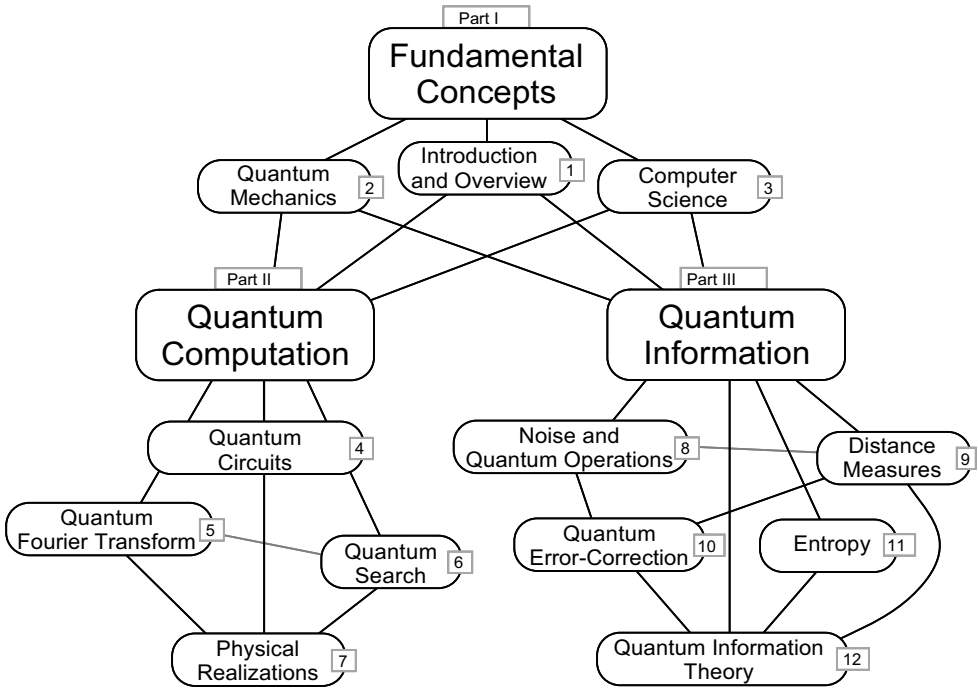 Part I
Fundamental
Concepts
Quantum
Mechanics
2
Introduction
and Overview
1
Computer
Science
3
Part II
Quantum
Computation
Part III
Quantum
Information
Quantum
Circuits
4
Quantum
Fourier Transform
5
Quantum
Search
6
Physical
Realizations
7
Noise and
Quantum Operations
8
Distance
Measures
9
Quantum
Error-Correction
10
Entropy
11
Quantum Information
Theory
12